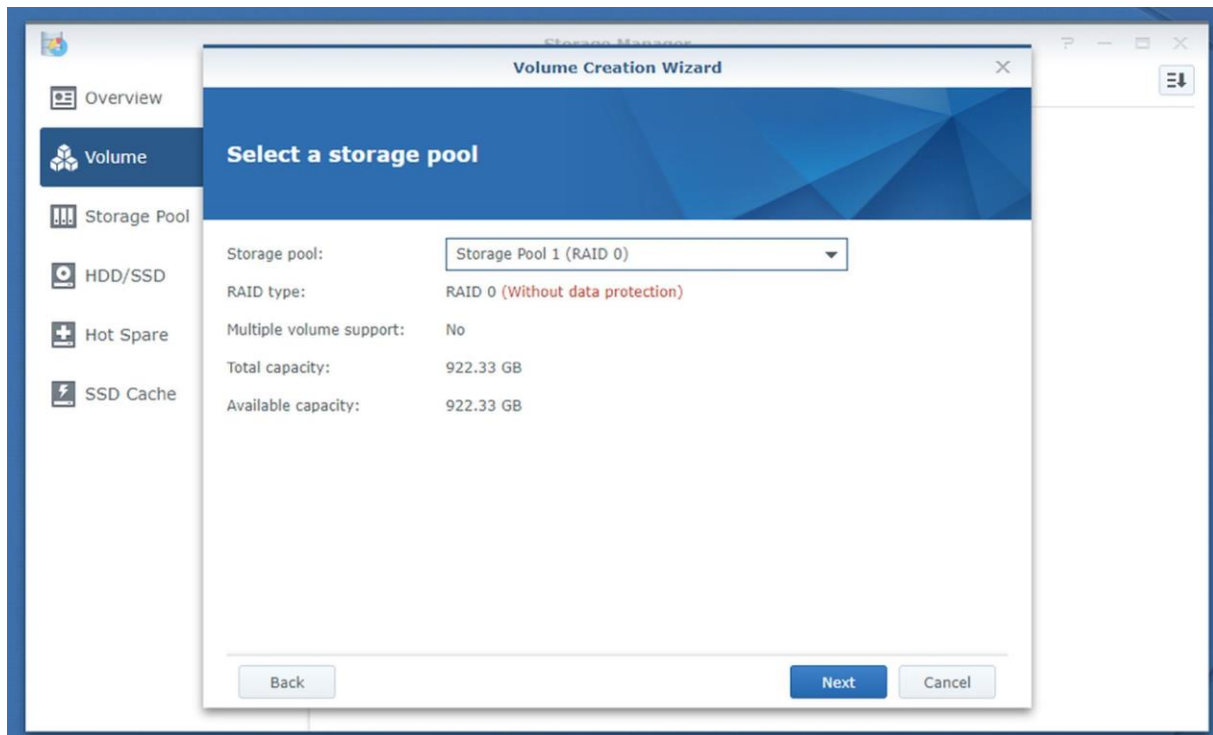 Storage Manager
Volume Creation Wizard
Overview
Volume
Storage Pool
HDD/SSD
Hot Spare
SSD Cache
Select a storage pool
Storage pool: Storage Pool 1 (RAID 0)
RAID type: RAID 0 (Without data protection)
Multiple volume support: No
Total capacity: 922.33 GB
Available capacity: 922.33 GB
Back
Next
Cancel